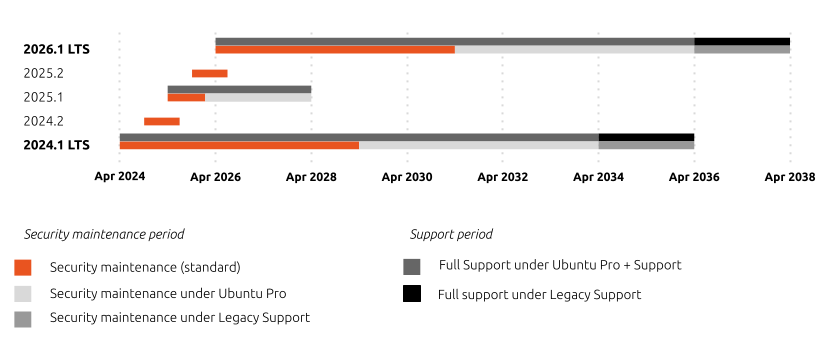 2026.1 LTS
2025.2
2025.1
2024.2
2024.1 LTS
Apr 2024 Apr 2026 Apr 2028 Apr 2030 Apr 2032 Apr 2034 Apr 2036 Apr 2038
Security maintenance period
Security maintenance (standard)
Security maintenance under Ubuntu Pro
Security maintenance under Legacy Support
Support period
Full Support under Ubuntu Pro + Support
Full support under Legacy Support